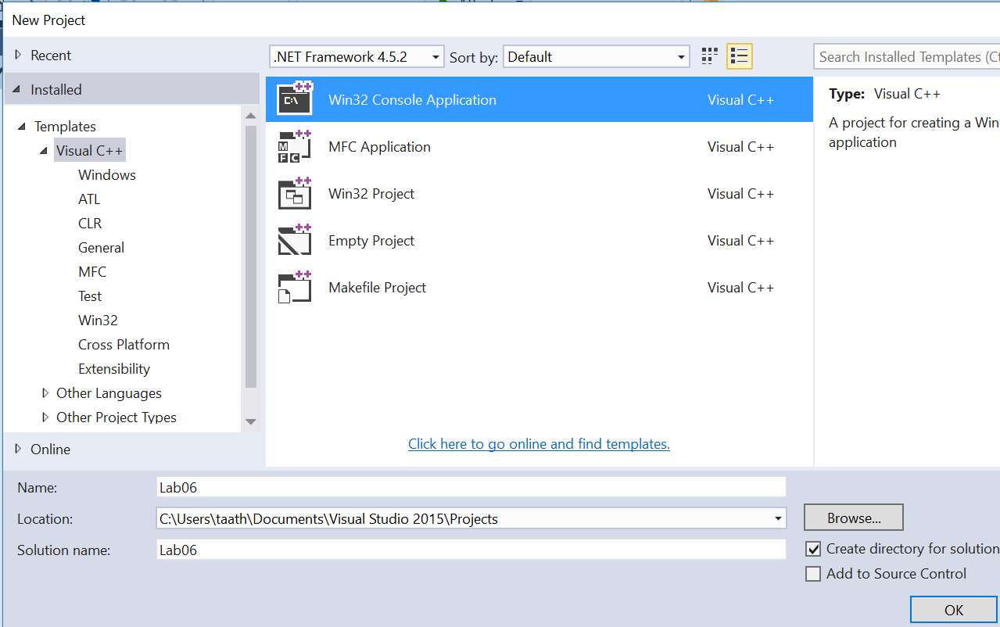 New Project
Recent
.NET Framework 4.5.2 Sort by: Default Search Installed Templates
Installed
Templates
Visual C++
Windows
ATL
CLR
General
MFC
Test
Win32
Cross Platform
Extensibility
Other Languages
Other Project Types
Online
C:\ Win32 Console Application Visual C++
MFC MFC Application Visual C++
Win32 Project Visual C++
Empty Project Visual C++
Makefile Project Visual C++
Click here to go online and find templates.
Type: Visual C++
A project for creating a Win
application
Name: Lab06
Location: C:\Users\taath\Documents\Visual Studio 2015\Projects Browse...
Solution name: Lab06
Create directory for solution
Add to Source Control
OK